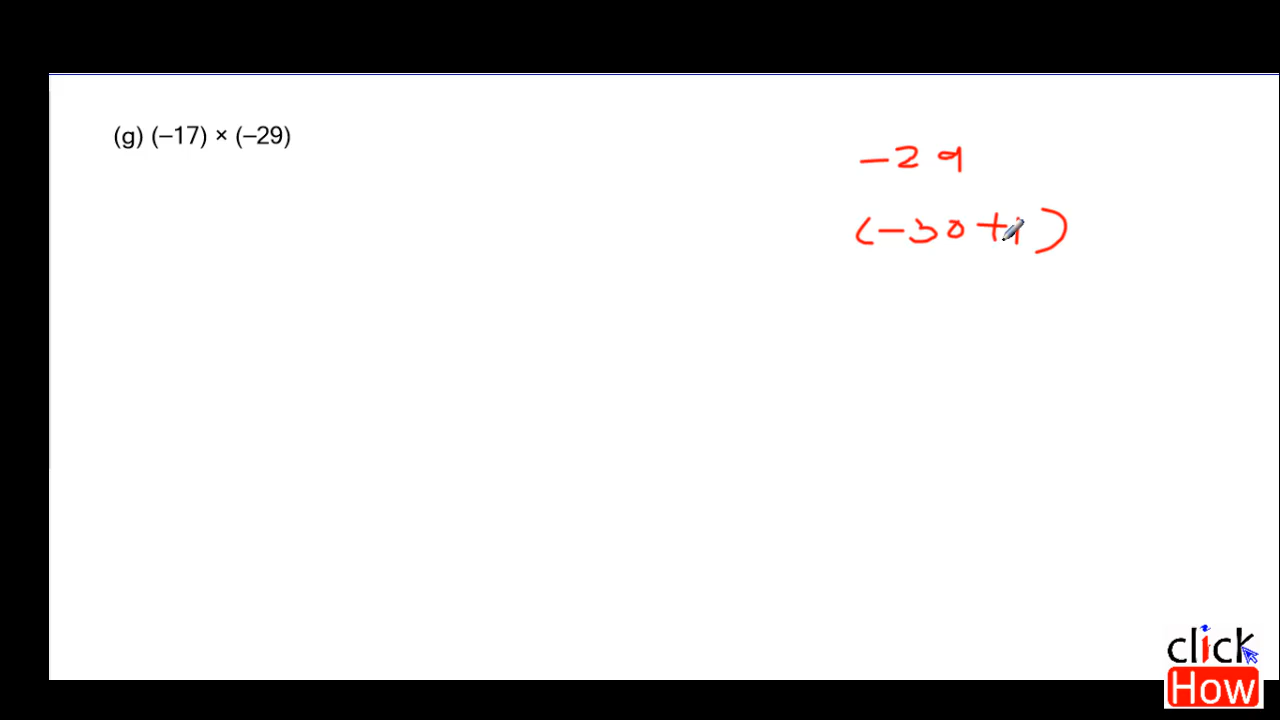 (g) (–17) × (–29)
–29
(–30+1)
click
How